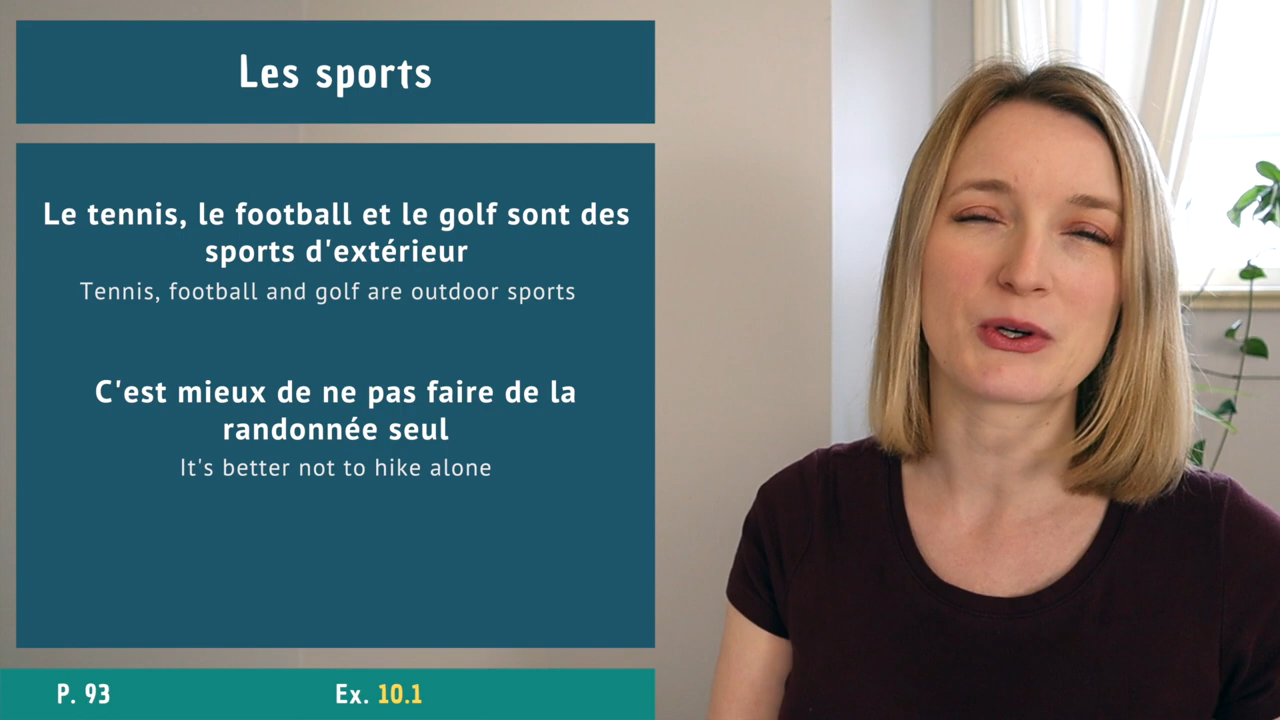 Les sports
Le tennis, le football et le golf sont des
sports d'extérieur
Tennis, football and golf are outdoor sports
C'est mieux de ne pas faire de la
randonnée seul
It's better not to hike alone
P. 93
Ex. 10.1